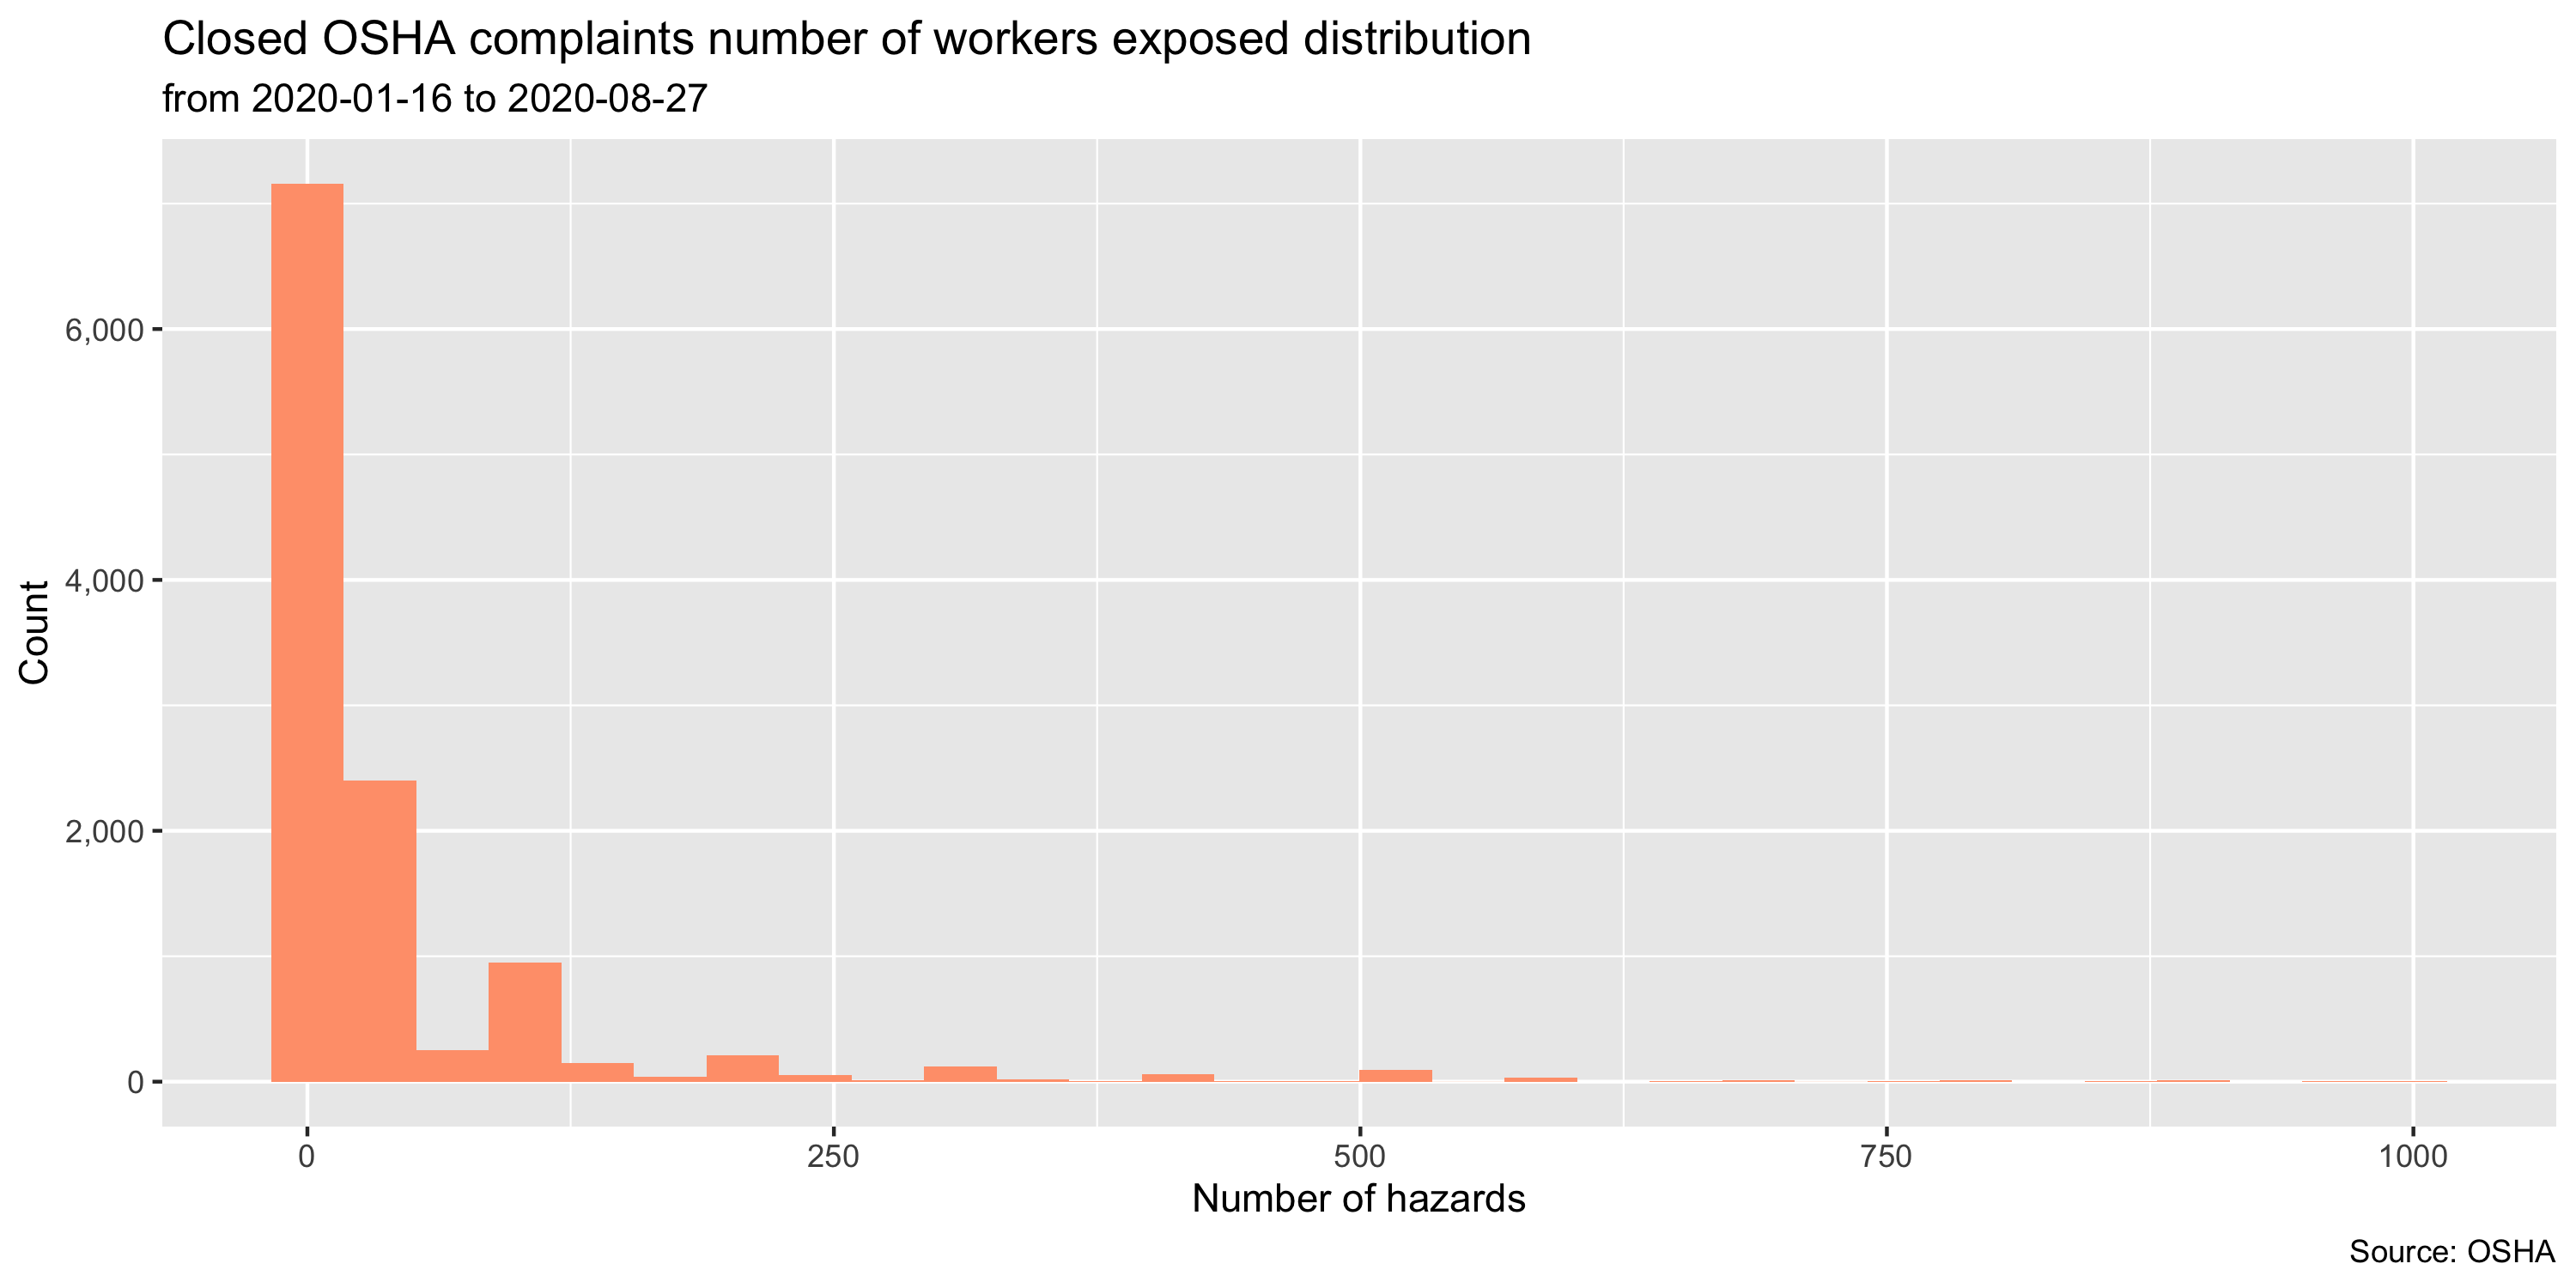 Closed OSHA complaints number of workers exposed distribution
from 2020-01-16 to 2020-08-27
Count
6,000
4,000
2,000
0
0 250 500 750 1000
Number of hazards
Source: OSHA